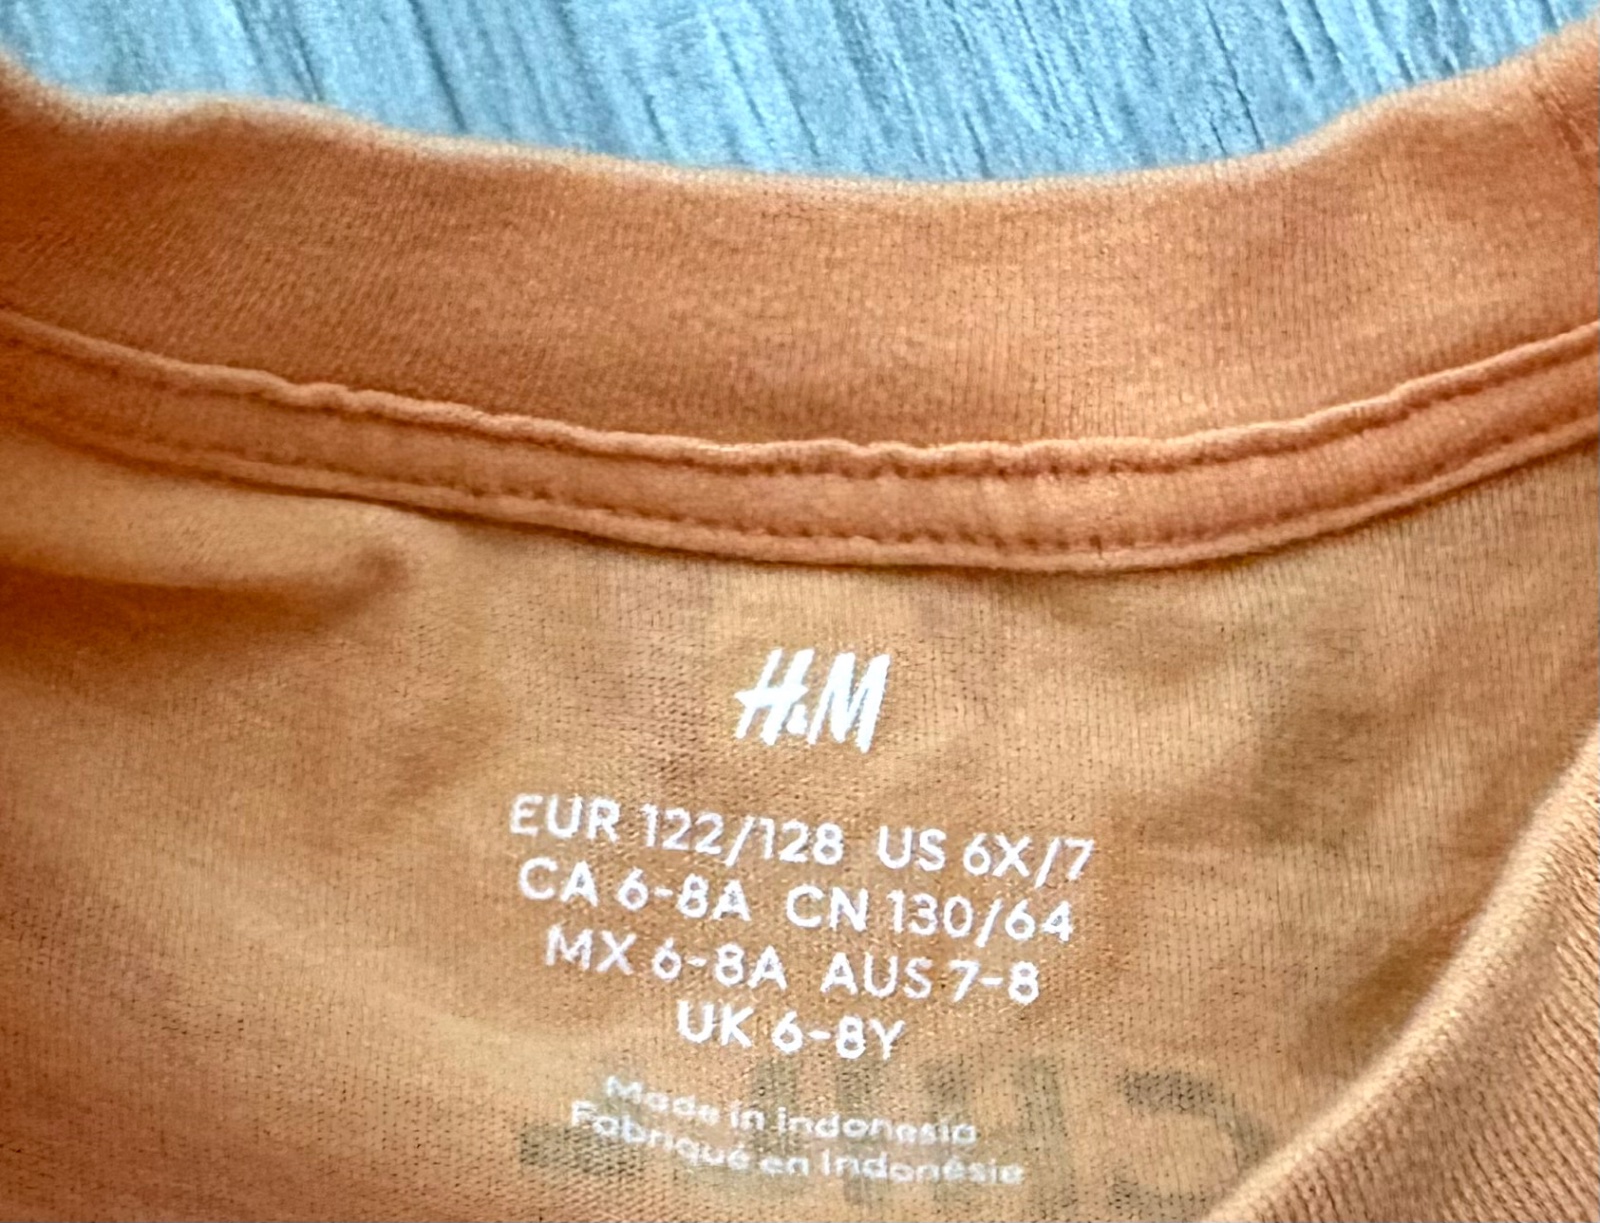 H&M
EUR 122/128 US 6X/7
CA 6-8A CN 130/64
MX 6-8A AUS 7-8
UK 6-8Y
Made in Indonesia
Fabriqué en Indonésie